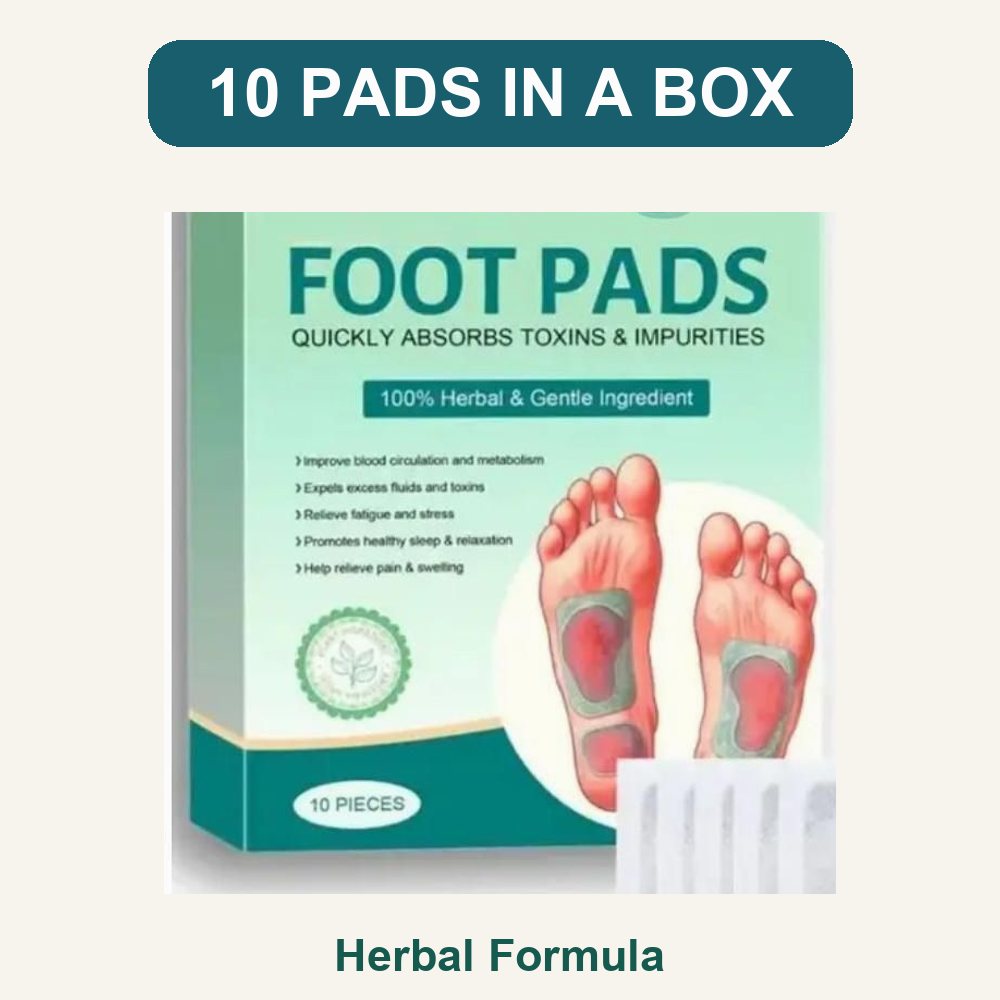 10 PADS IN A BOX
FOOT PADS
QUICKLY ABSORBS TOXINS & IMPURITIES
100% Herbal & Gentle Ingredient
Improve blood circulation and metabolism
Expels excess fluids and toxins
Relieve fatigue and stress
Promotes healthy sleep & relaxation
Help relieve pain & swelling
10 PIECES
Herbal Formula